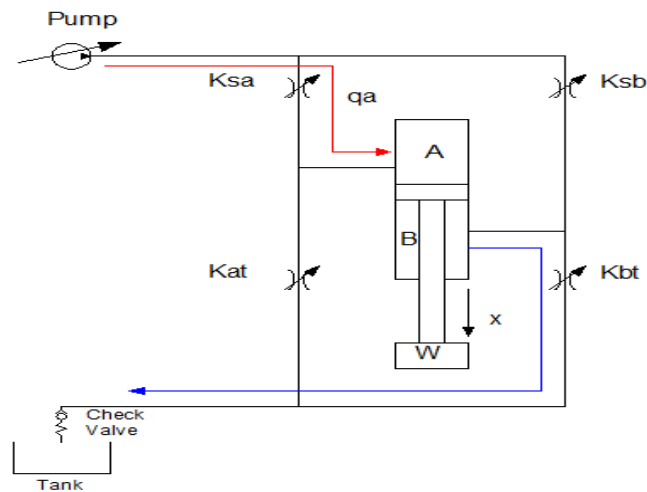 Pump
Ksa
Ksb
qa
A
B
Kat
Kbt
x
W
Check
Valve
Tank